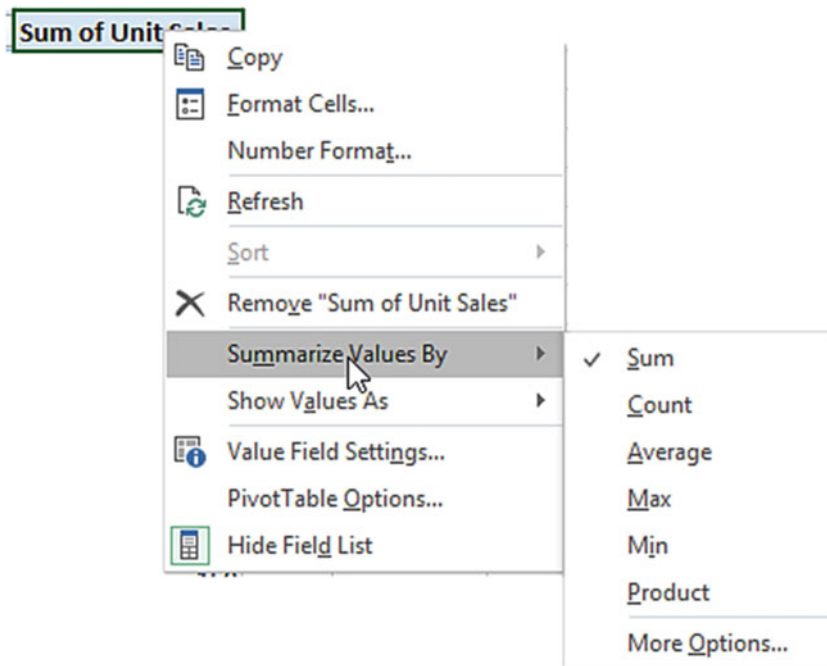 Sum of Unit Sales
Copy
Format Cells...
Number Format...
Refresh
Sort
Remove "Sum of Unit Sales"
Summarize Values By
Show Values As
Value Field Settings...
PivotTable Options...
Hide Field List
Sum
Count
Average
Max
Min
Product
More Options...